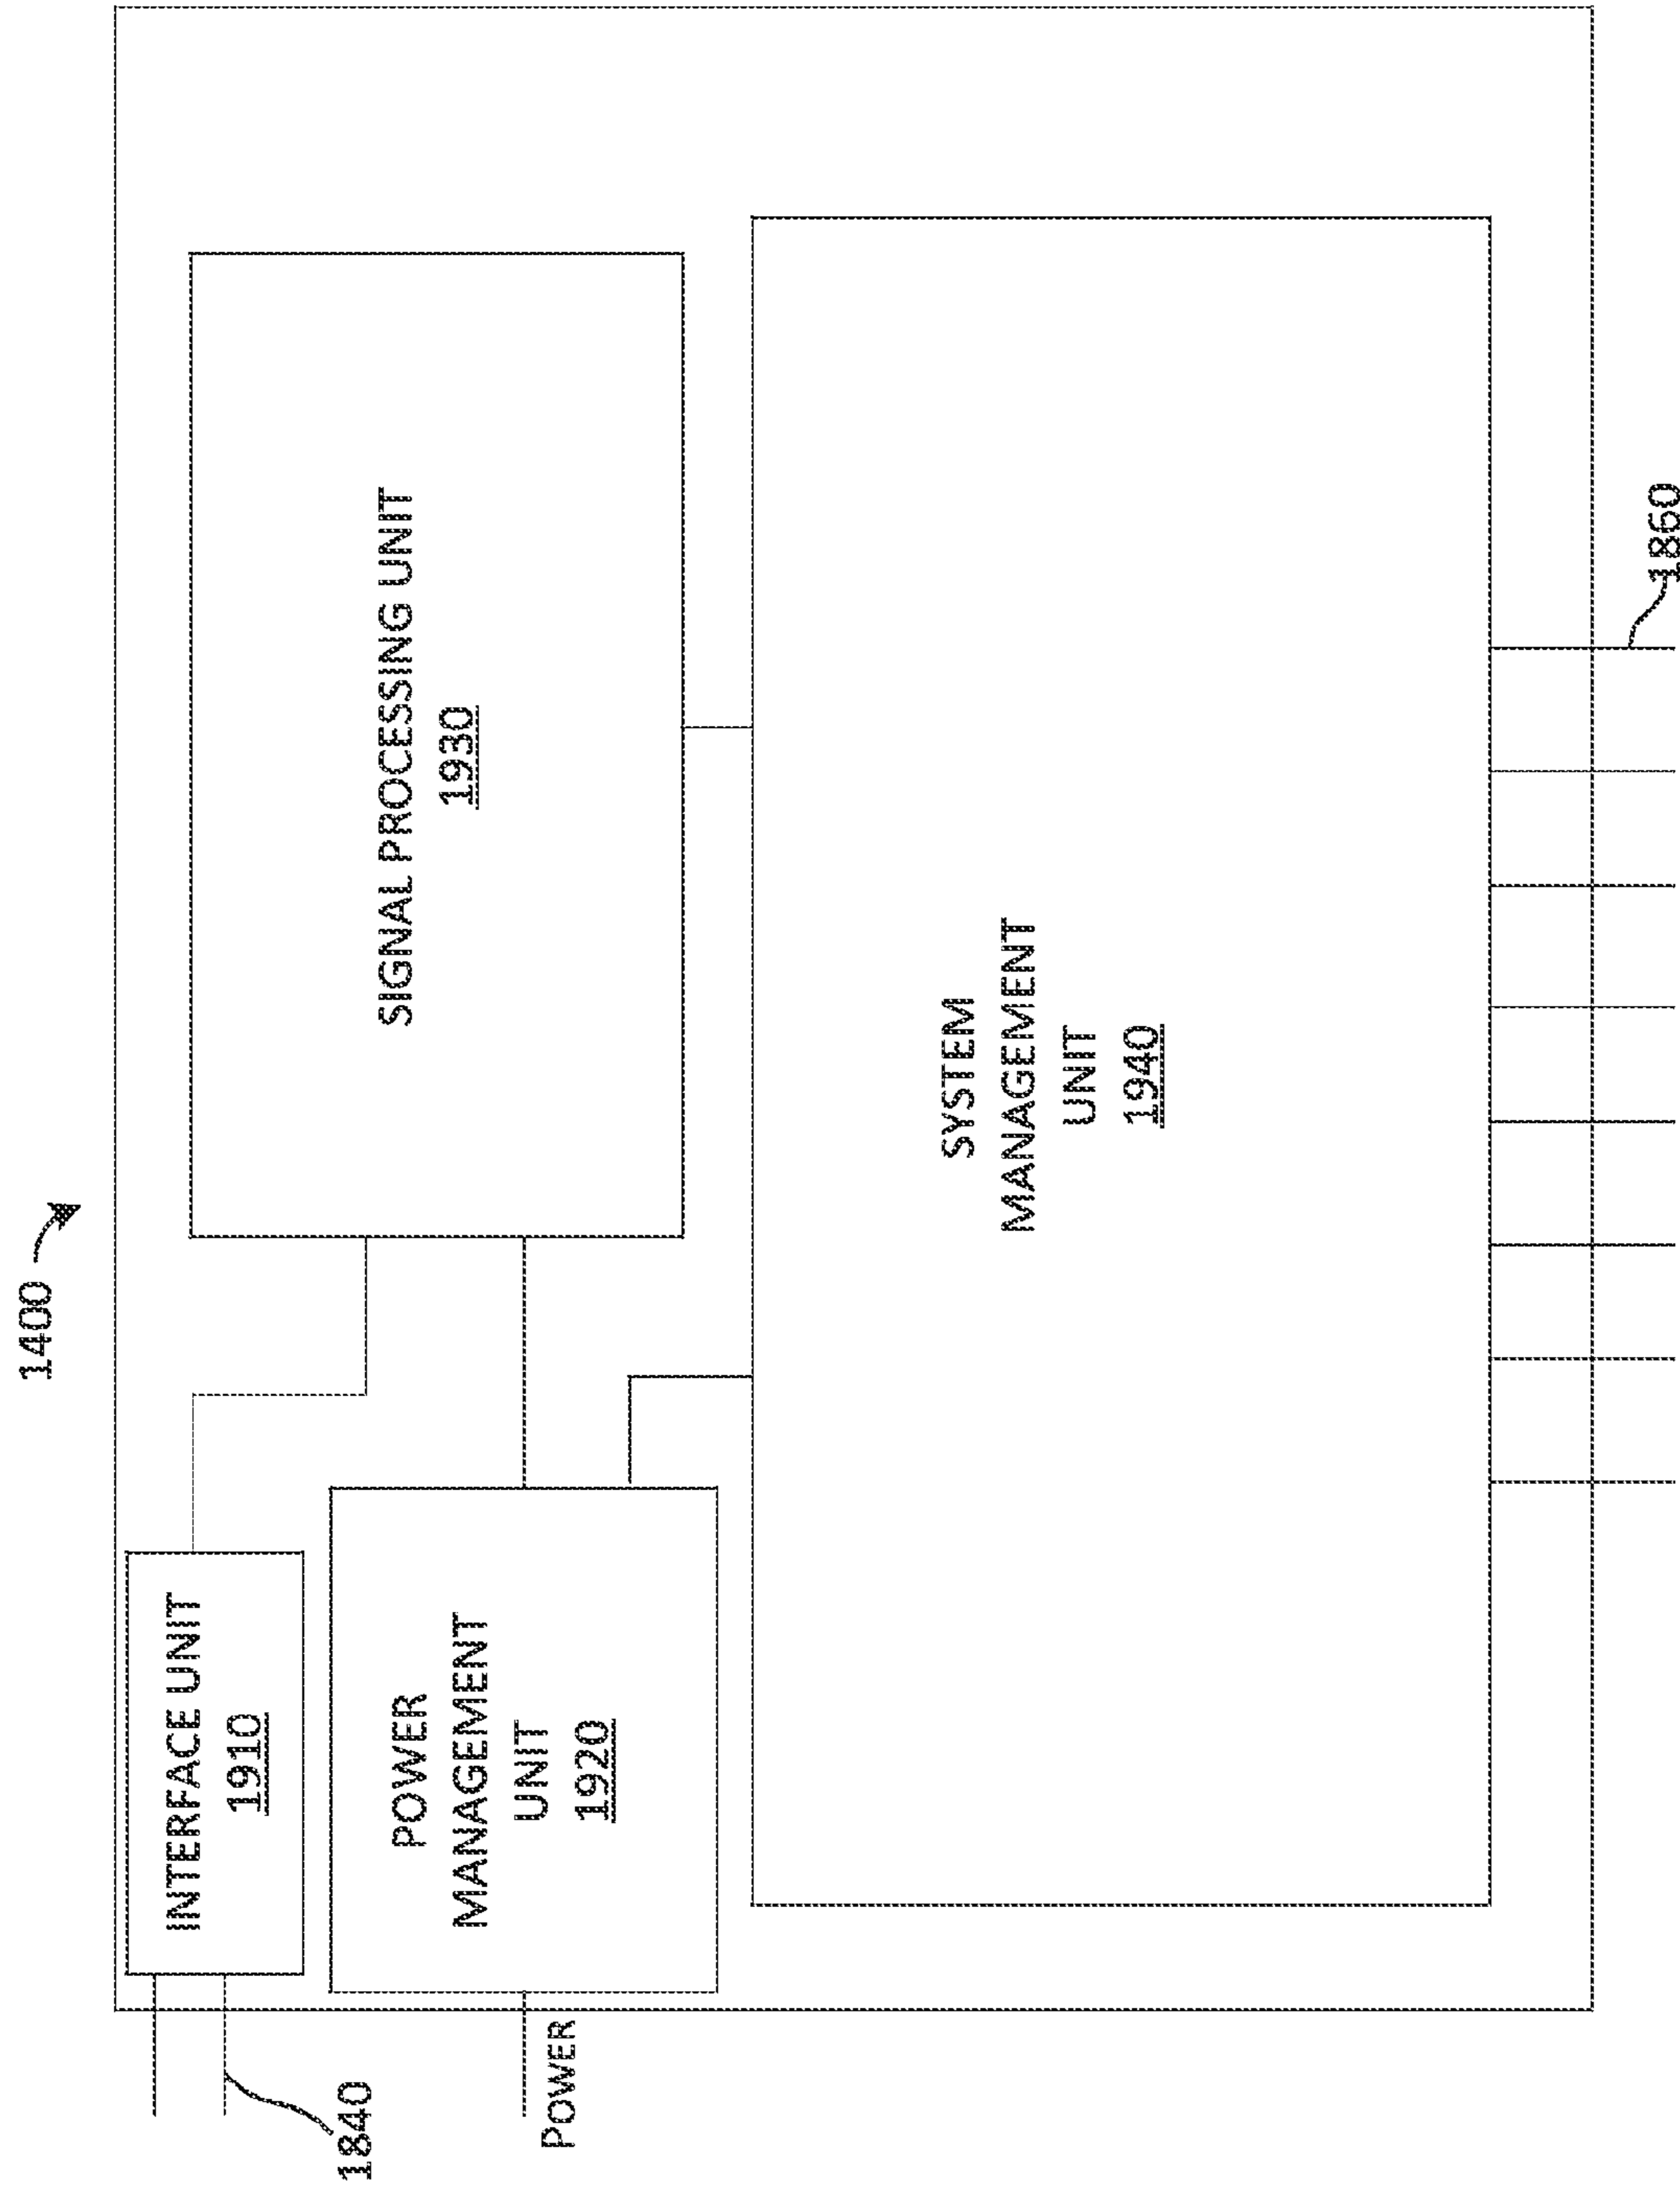 1400
INTERFACE UNIT
1910
POWER
MANAGEMENT
UNIT
1920
SIGNAL PROCESSING UNIT
1930
SYSTEM
MANAGEMENT
UNIT
1940
1840
POWER
1860